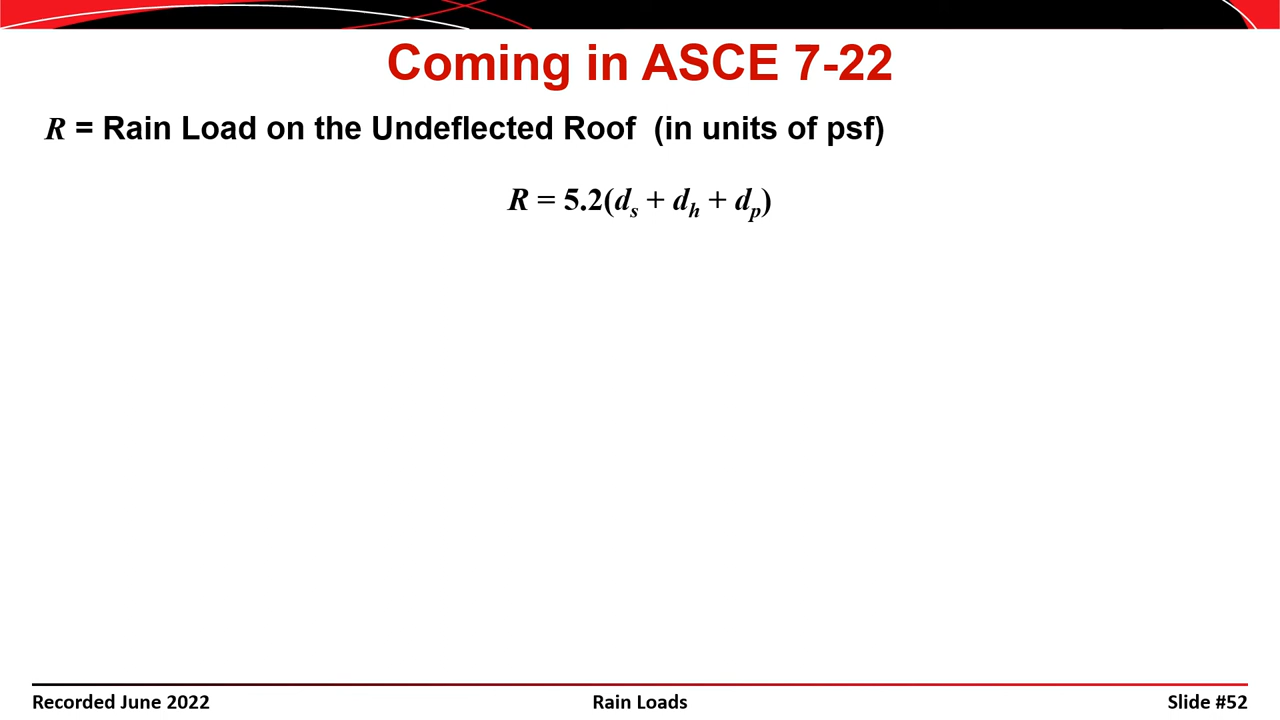 Coming in ASCE 7-22
R = Rain Load on the Undeflected Roof (in units of psf)
R = 5.2(dₛ + dₕ + dₚ)
Recorded June 2022
Rain Loads
Slide #52